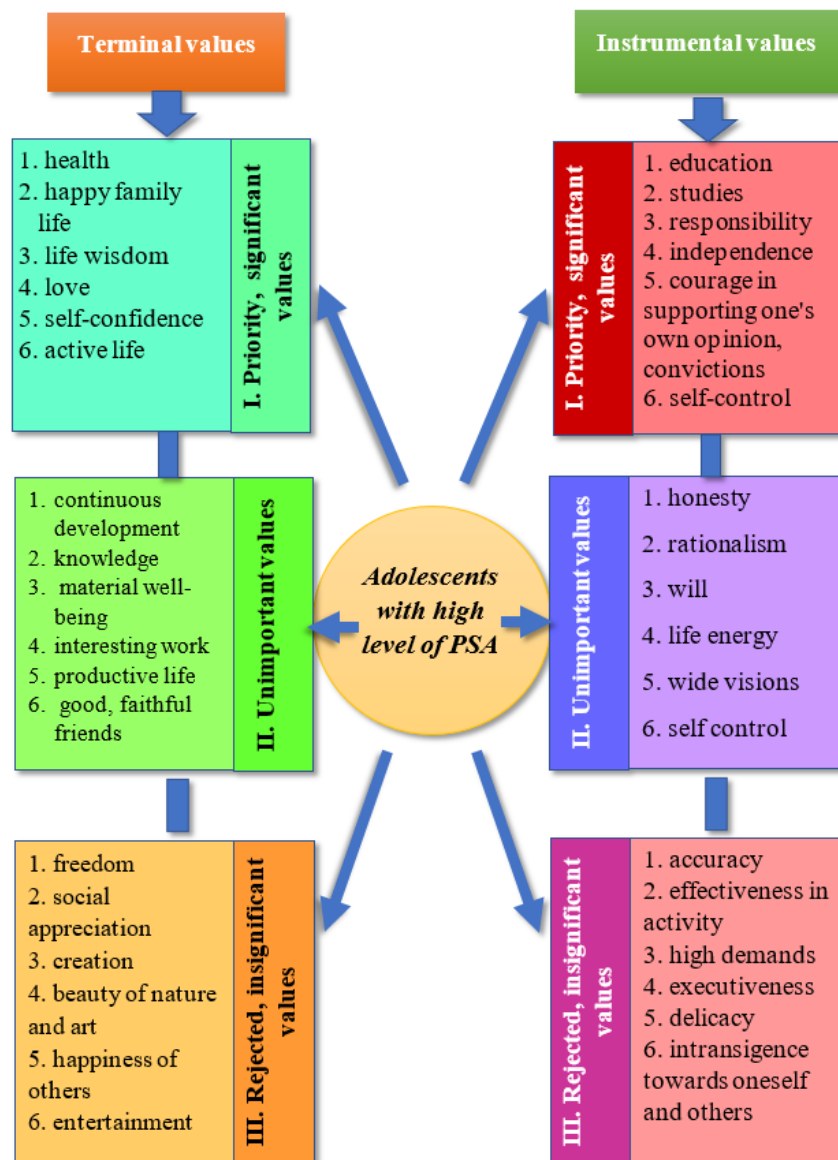 Terminal values
Instrumental values
1. health
2. happy family
life
3. life wisdom
4. love
5. self-confidence
6. active life
I. Priority, significant
values
I. Priority, significant
values
1. education
2. studies
3. responsibility
4. independence
5. courage in
supporting one's
own opinion,
convictions
6. self-control
1. continuous
development
2. knowledge
3. material well-
being
4. interesting work
5. productive life
6. good, faithful
friends
II. Unimportant values
Adolescents
with high
level of PSA
II. Unimportant values
1. honesty
2. rationalism
3. will
4. life energy
5. wide visions
6. self control
1. freedom
2. social
appreciation
3. creation
4. beauty of nature
and art
5. happiness of
others
6. entertainment
III. Rejected, insignificant
values
III. Rejected, insignificant
values
1. accuracy
2. effectiveness in
activity
3. high demands
4. executiveness
5. delicacy
6. intransigence
towards oneself
and others